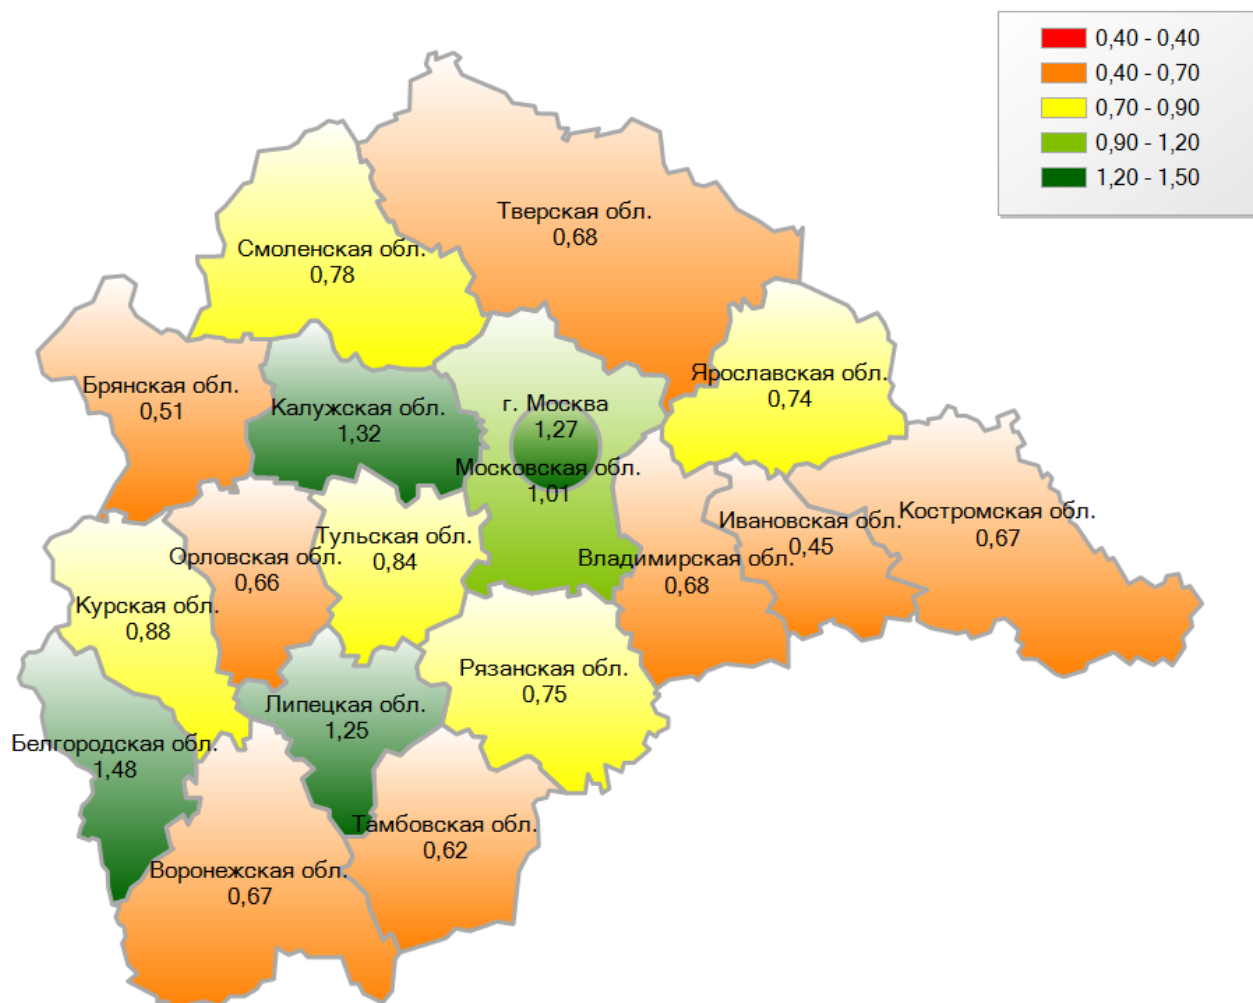 0,40 - 0,40
0,40 - 0,70
0,70 - 0,90
0,90 - 1,20
1,20 - 1,50
Тверская обл.
0,68
Смоленская обл.
0,78
Ярославская обл.
0,74
Брянская обл.
0,51
Калужская обл.
1,32
г. Москва
1,27
Московская обл.
1,01
Костромская обл.
0,67
Ивановская обл.
0,45
Тульская обл.
0,84
Орловская обл.
0,66
Владимирская обл.
0,68
Курская обл.
0,88
Рязанская обл.
0,75
Липецкая обл.
1,25
Белгородская обл.
1,48
Тамбовская обл.
0,62
Воронежская обл.
0,67